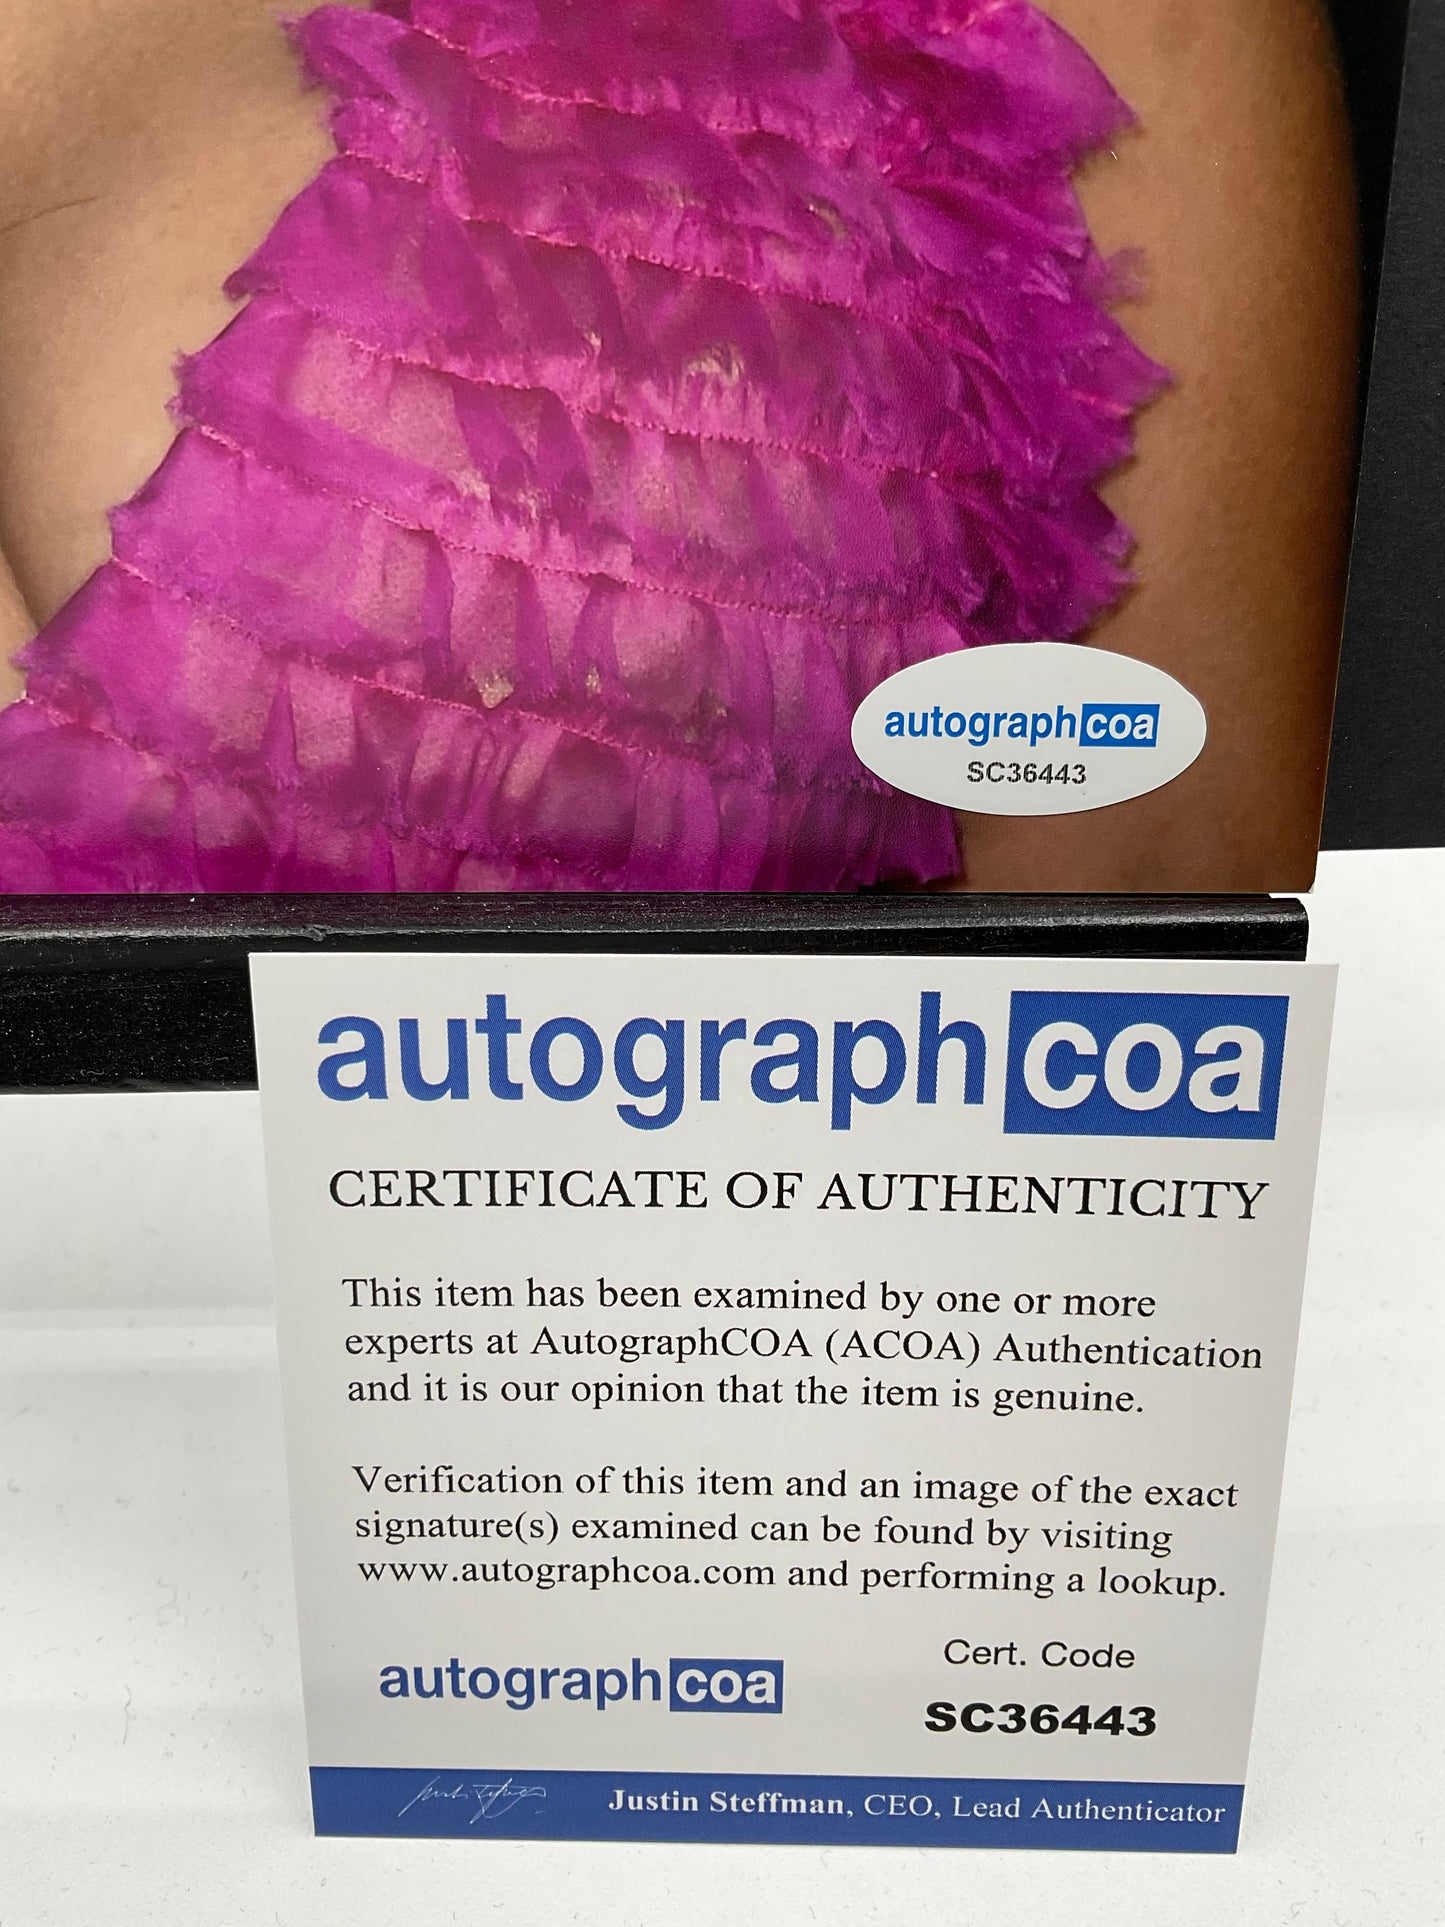 autographcoa
SC36443
autographcoa
CERTIFICATE OF AUTHENTICITY
This item has been examined by one or more
experts at AutographCOA (ACOA) Authentication
and it is our opinion that the item is genuine.
Verification of this item and an image of the exact
signature(s) examined can be found by visiting
www.autographcoa.com and performing a lookup.
autographcoa
Cert. Code
SC36443
Justin Steffman, CEO, Lead Authenticator